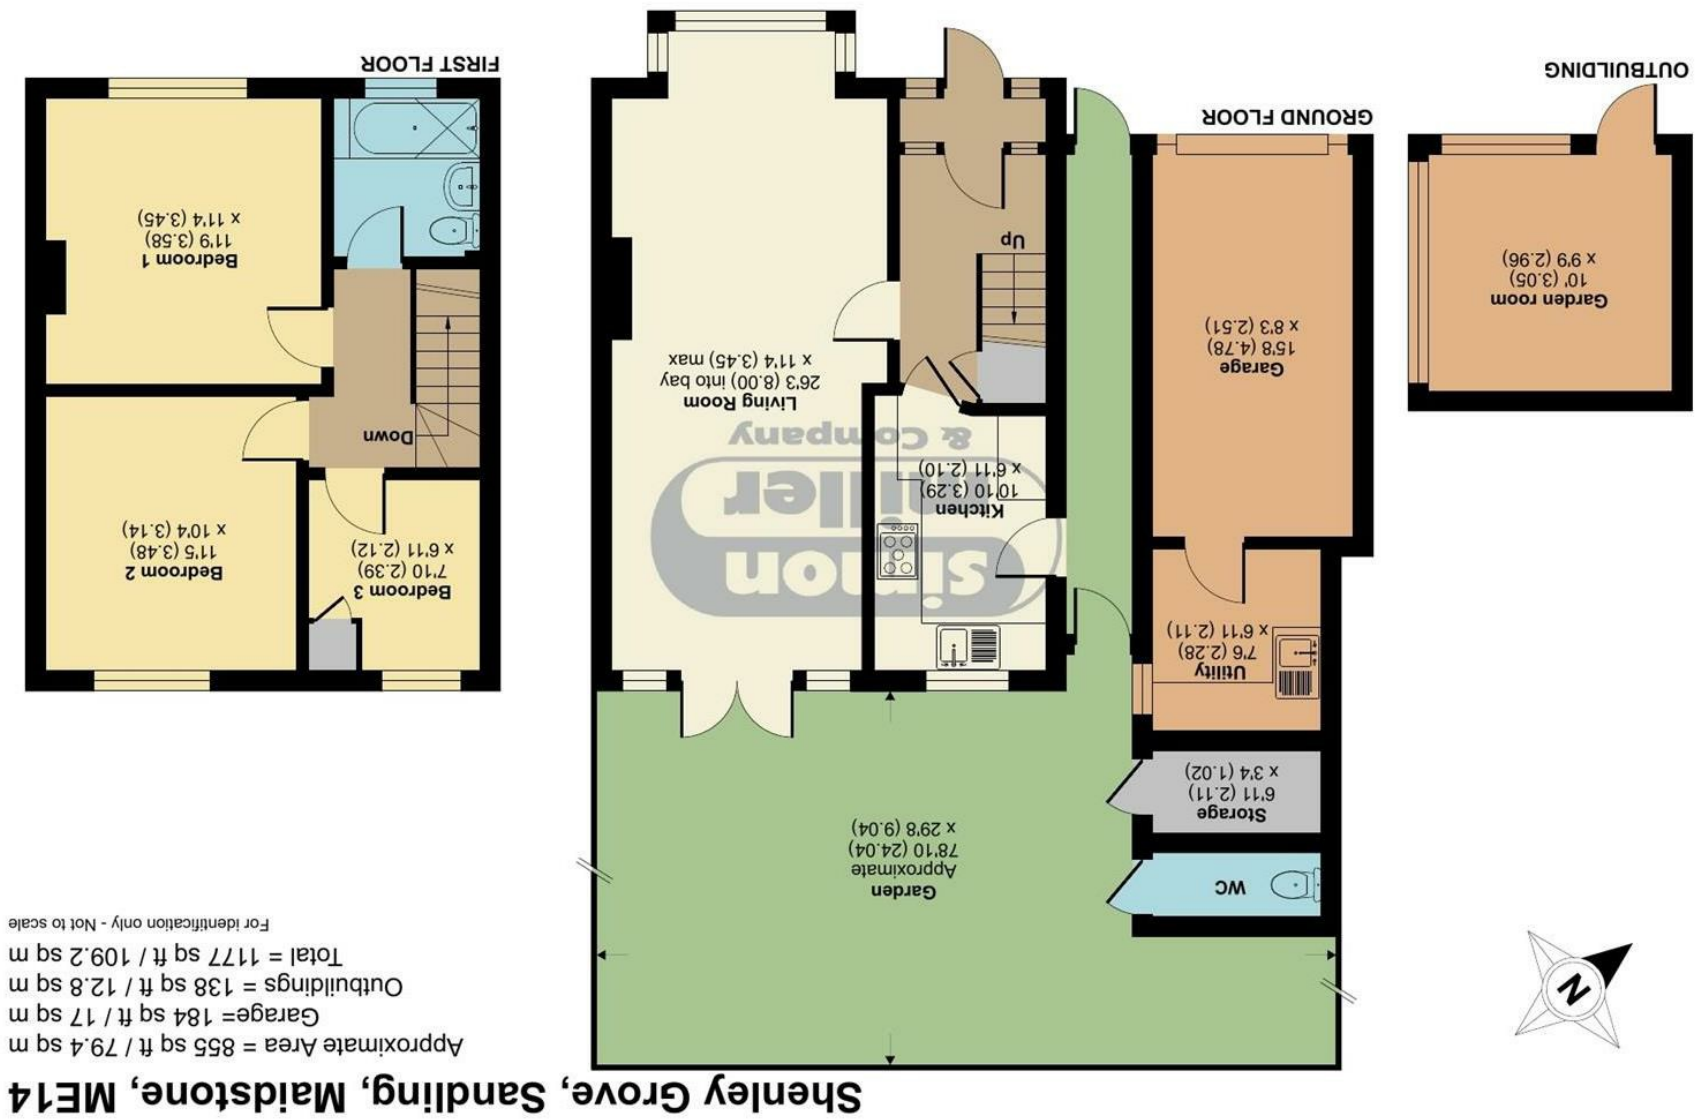 Shenley Grove, Sandling, Maidstone, ME14
Approximate Area = 855 sq ft / 79.4 sq m
Garage= 184 sq ft / 17 sq m
Outbuildings = 138 sq ft / 12.8 sq m
Total = 1177 sq ft / 109.2 sq m
For identification only - Not to scale
N
WC
Garden
Approximate
78'10 (24.04)
x 29'8 (9.04)
Storage
6'11 (2.11)
x 3'4 (1.02)
Utility
7'6 (2.28)
x 6'11 (2.11)
Kitchen
10'10 (3.29)
x 6'11 (2.10)
Living Room
26'3 (8.00) into bay
x 11'4 (3.45) max
simon
miller
& Company
Garage
15'8 (4.78)
x 8'3 (2.51)
Up
GROUND FLOOR
Garden room
10' (3.05)
x 9'9 (2.96)
OUTBUILDING
Bedroom 3
7'10 (2.39)
x 6'11 (2.12)
Bedroom 2
11'5 (3.48)
x 10'4 (3.14)
Down
Bedroom 1
11'9 (3.58)
x 11'4 (3.45)
FIRST FLOOR